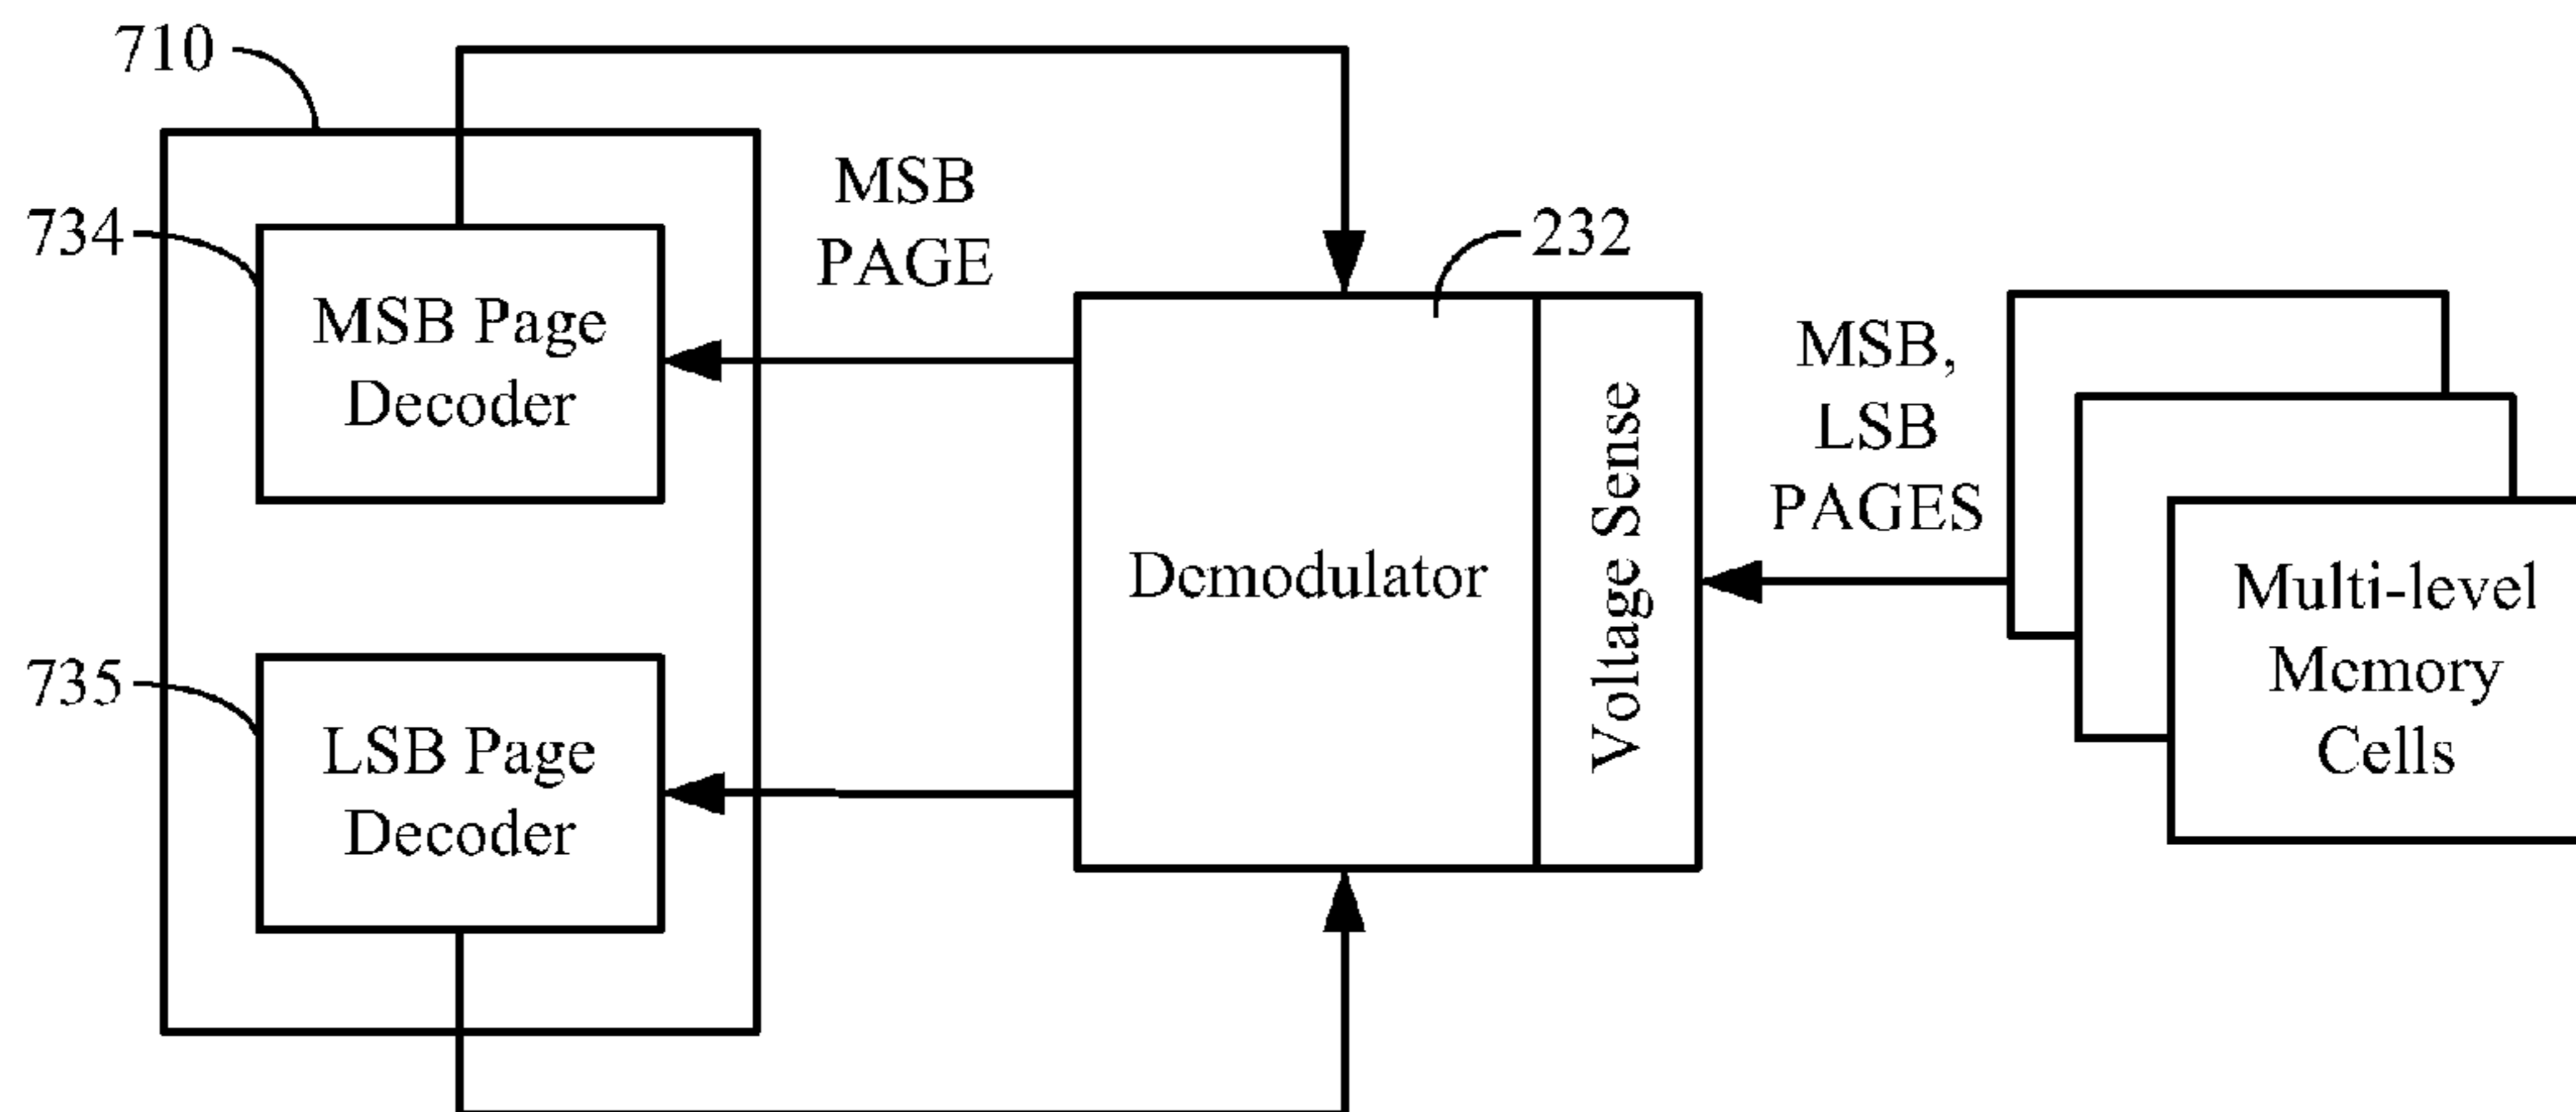 710
734
MSB Page
Decoder
MSB
PAGE
232
Demodulator
Voltage Sense
MSB,
LSB
PAGES
Multi-level
Memory
Cells
735
LSB Page
Decoder